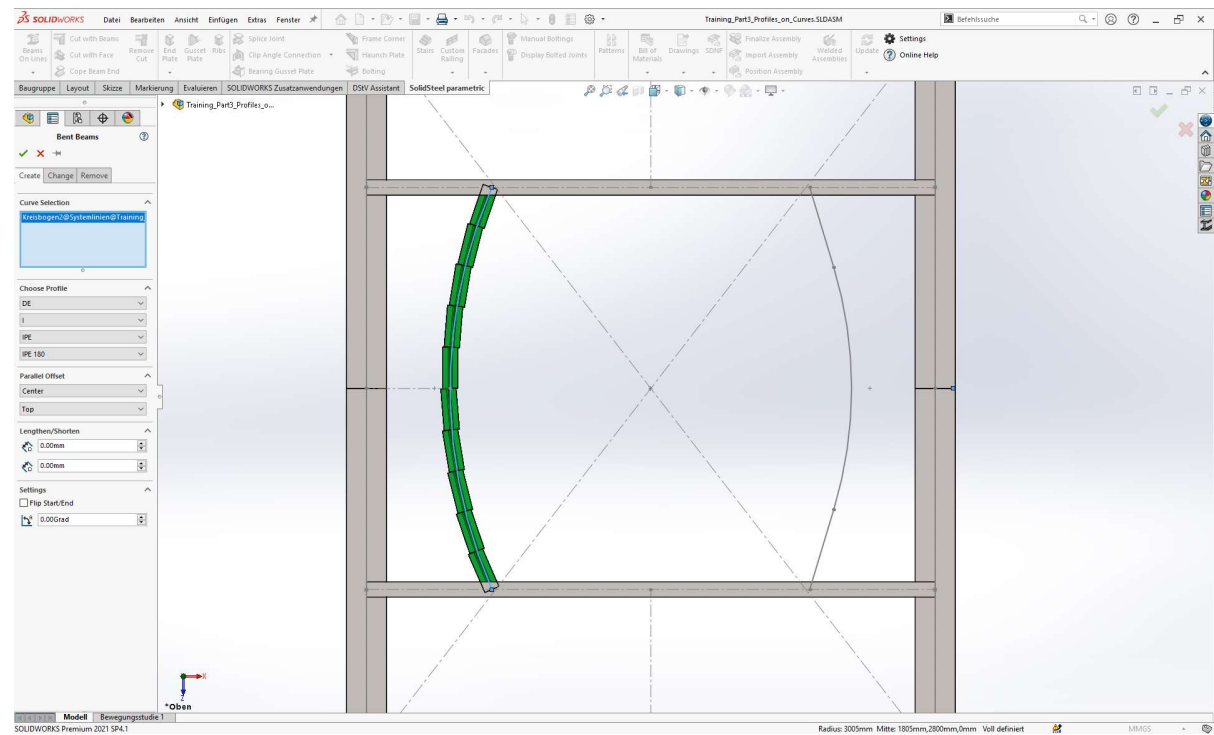 SOLIDWORKS Datei Bearbeiten Ansicht Einfügen Extras Fenster
Training_Part3_Profiles_on_Curves.SLDASM
Befehlssuche
Beams On Lines
Cut with Beams
Cut with Face
Cope Beam End
Remove Cut
End Plate
Gusset Plate
Ribs
Splice Joint
Clip Angle Connection
Bearing Gusset Plate
Frame Corner
Haunsh Plate
Bolting
Stairs
Custom Railing
Facades
Manual Boltings
Display Bolted Joints
Patterns
Bill of Materials
Drawings
SDNF
Finalize Assembly
Import Assembly
Position Assembly
Welded Assemblies
Update
Settings
Online Help
Baugruppe Layout Skizze Markierung Evaluieren SOLIDWORKS Zusatzanwendungen DStV Assistant SolidSteel parametric
Training_Part3_Profiles_o...
Bent Beams
Create Change Remove
Curve Selection
Kreisbogen2@Systemlinien@Training_
Choose Profile
DE
I
IPE
IPE 180
Parallel Offset
Center
Top
Lengthen/Shorten
0.00mm
0.00mm
Settings
Flip Start/End
0.00Grad
X
Z
*Oben
Modell Bewegungsstudie 1
SOLIDWORKS Premium 2021 SP4.1
Radius: 3005mm Mitte: 1805mm,2800mm,0mm Voll definiert
MMGS